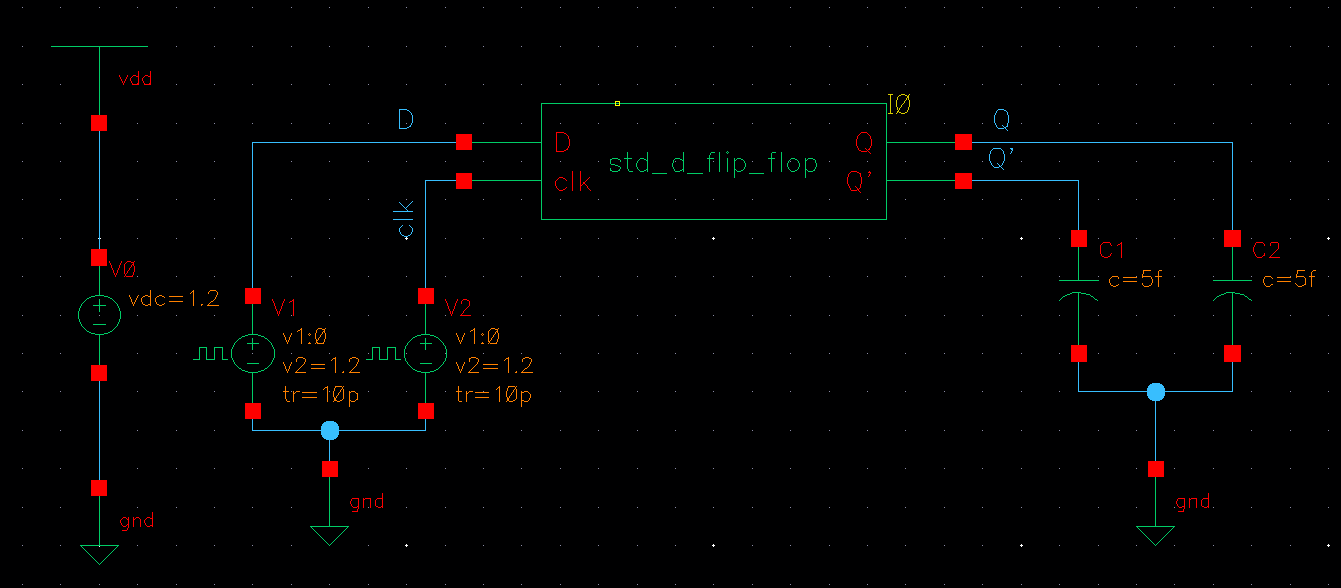 vdd
V0
vdc=1.2
gnd
D
clk
V1
v1:0
v2=1.2
tr=10p
V2
v1:0
v2=1.2
tr=10p
gnd
I0
D
clk
std_d_flip_flop
Q
Q'
Q
Q'
C1
c=5f
C2
c=5f
gnd